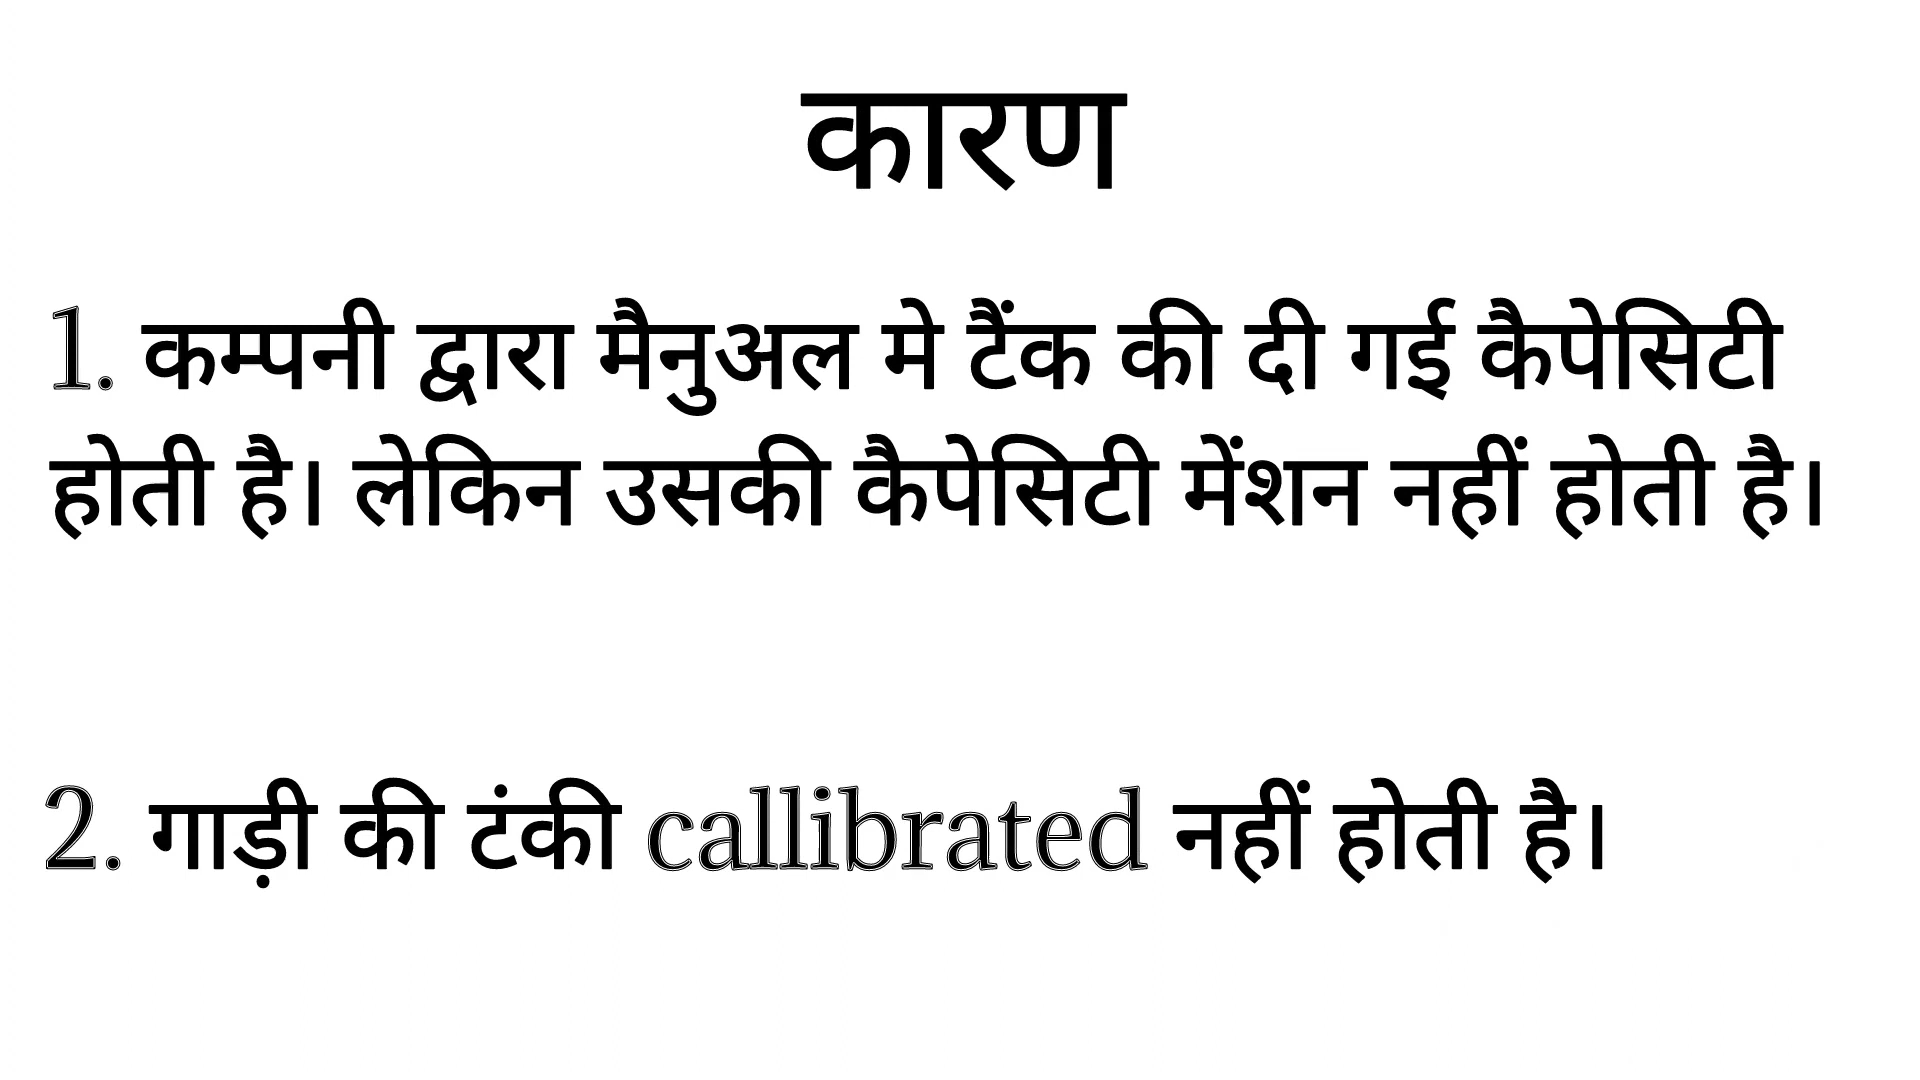 कारण
1. कम्पनी द्वारा मैनुअल मे टैंक की दी गई कैपेसिटी
होती है। लेकिन उसकी कैपेसिटी मेंशन नहीं होती है।
2. गाड़ी की टंकी callibrated नहीं होती है।